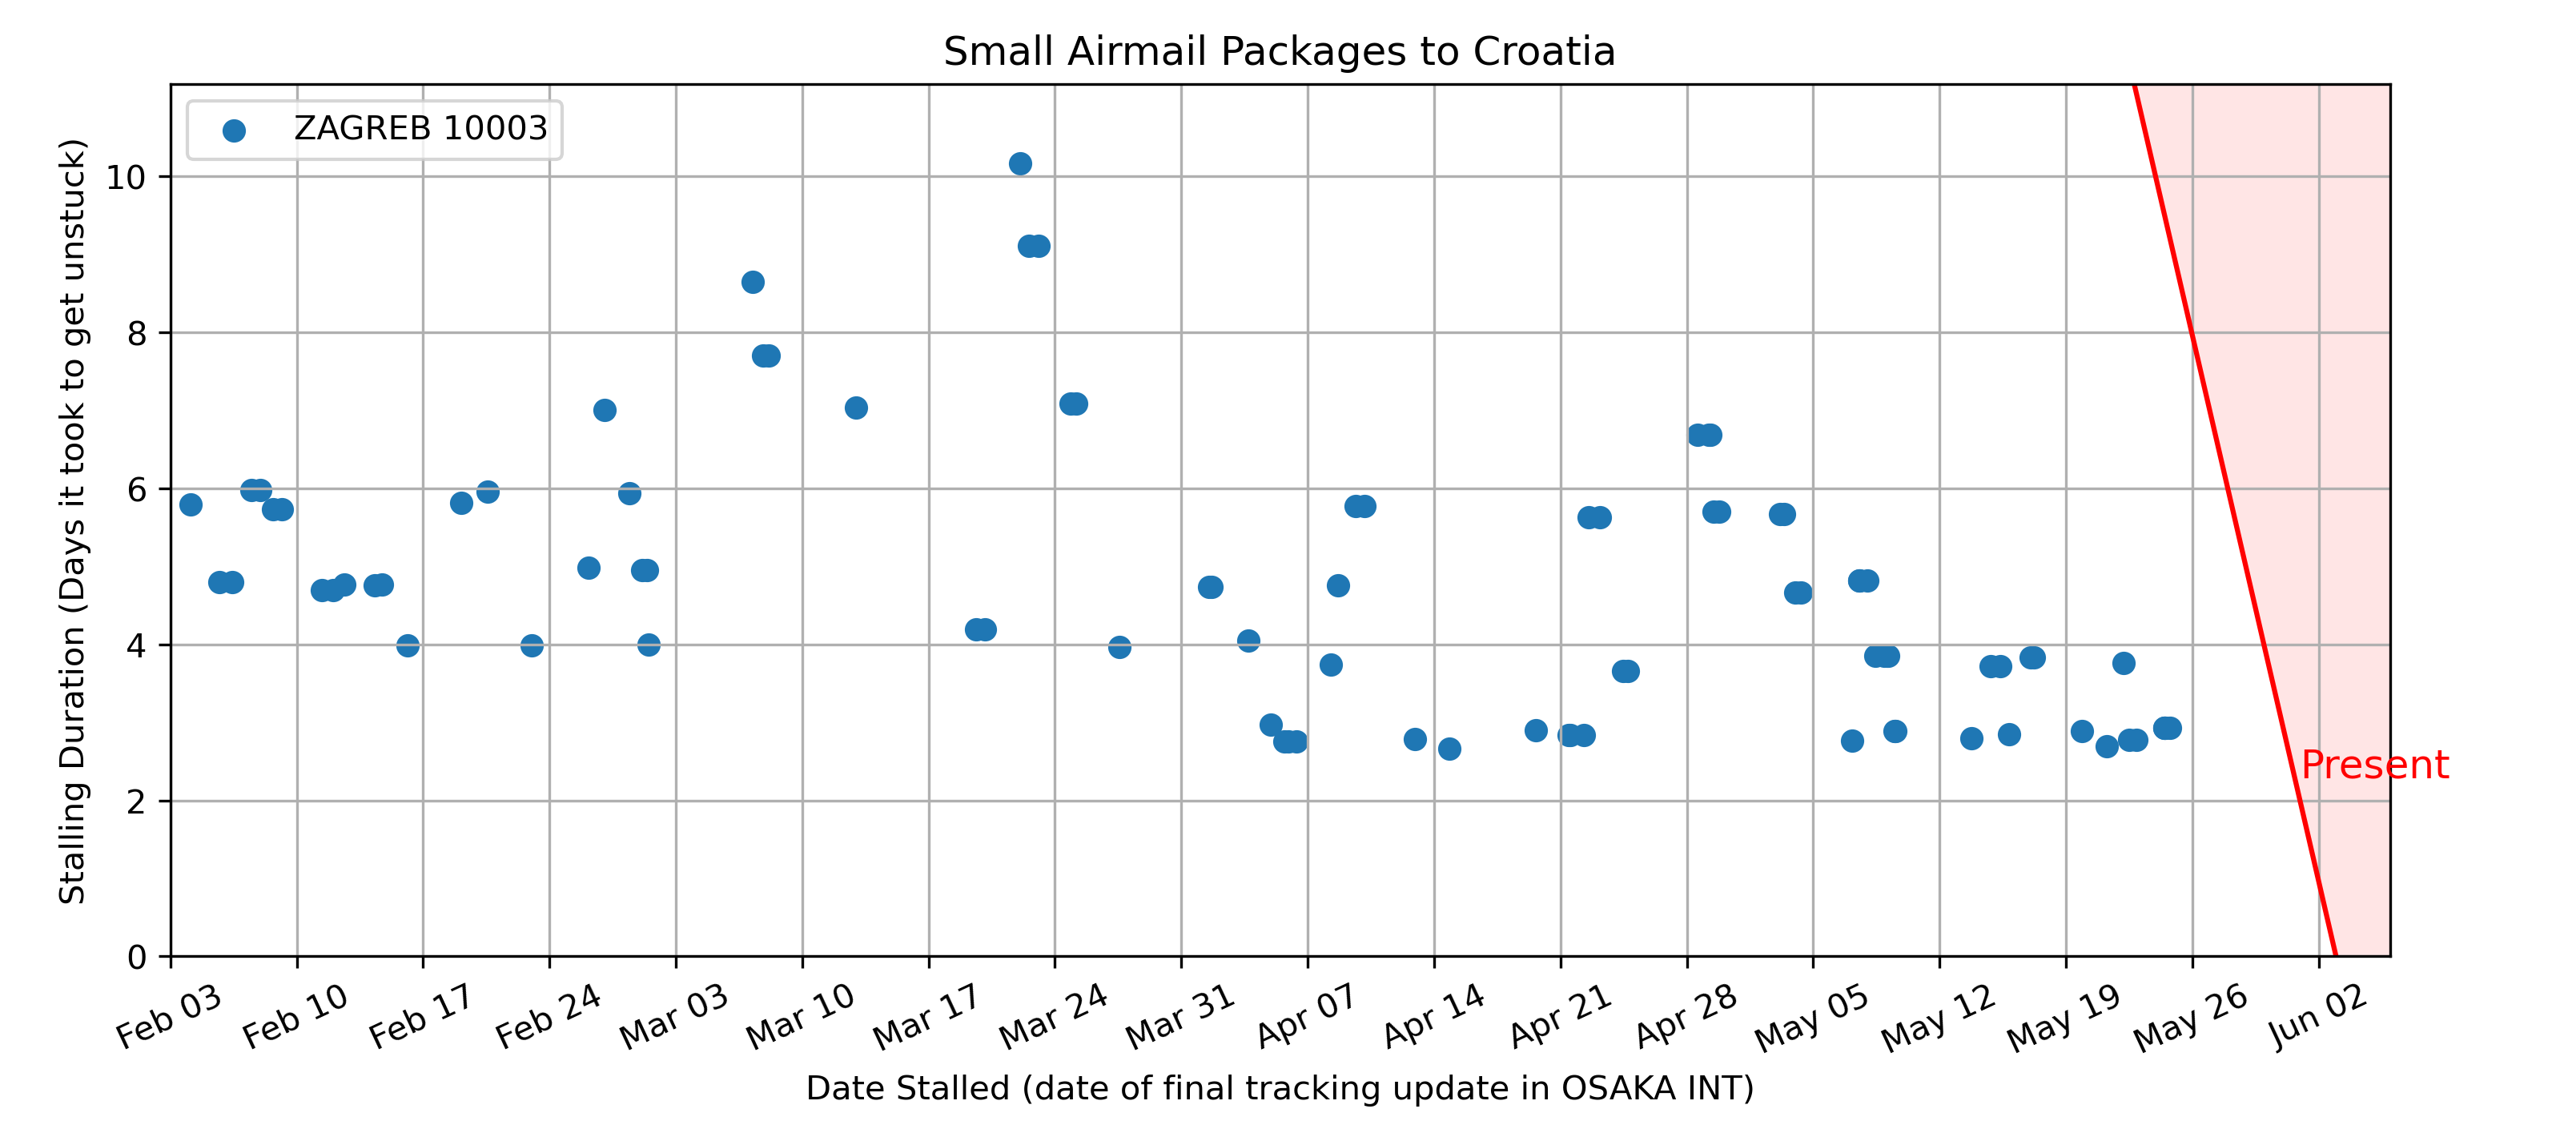 Small Airmail Packages to Croatia
ZAGREB 10003
Stalling Duration (Days it took to get unstuck)
10
8
6
4
2
0
Present
Feb 03
Feb 10
Feb 17
Feb 24
Mar 03
Mar 10
Mar 17
Mar 24
Mar 31
Apr 07
Apr 14
Apr 21
Apr 28
May 05
May 12
May 19
May 26
Jun 02
Date Stalled (date of final tracking update in OSAKA INT)